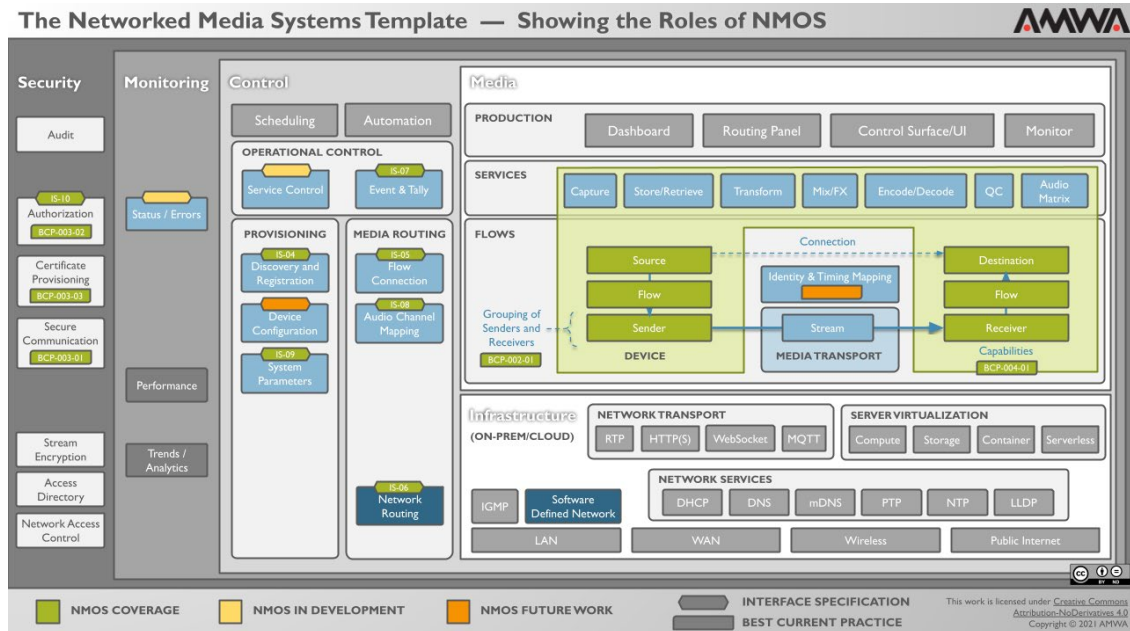 The Networked Media Systems Template — Showing the Roles of NMOS
AMWA
Security
Audit
IS-10
Authorization
BCP-003-02
Certificate
Provisioning
BCP-003-03
Secure
Communication
BCP-003-01
Stream
Encryption
Access
Directory
Network Access
Control
Monitoring
Status / Errors
Performance
Trends /
Analytics
Control
Scheduling
Automation
OPERATIONAL CONTROL
Service Control
IS-07
Event & Tally
PROVISIONING
IS-04
Discovery and
Registration
Device
Configuration
IS-09
System
Parameters
MEDIA ROUTING
IS-05
Flow
Connection
IS-08
Audio Channel
Mapping
IS-06
Network
Routing
Media
PRODUCTION
Dashboard
Routing Panel
Control Surface/UI
Monitor
SERVICES
Capture
Store/Retrieve
Transform
Mix/FX
Encode/Decode
QC
Audio
Matrix
FLOWS
Connection
Source
Flow
Sender
Grouping of
Senders and
Receivers
BCP-002-01
DEVICE
Identity & Timing Mapping
Stream
MEDIA TRANSPORT
Destination
Flow
Receiver
Capabilities
BCP-004-01
Infrastructure
(ON-PREM/CLOUD)
NETWORK TRANSPORT
RTP
HTTP(S)
WebSocket
MQTT
SERVER VIRTUALIZATION
Compute
Storage
Container
Serverless
NETWORK SERVICES
DHCP
DNS
mDNS
PTP
NTP
LLDP
IGMP
Software
Defined Network
LAN
WAN
Wireless
Public Internet
CC
BY ND
NMOS COVERAGE
NMOS IN DEVELOPMENT
NMOS FUTURE WORK
INTERFACE SPECIFICATION
BEST CURRENT PRACTICE
This work is licensed under Creative Commons
Attribution-NoDerivatives 4.0
Copyright © 2021 AMWA